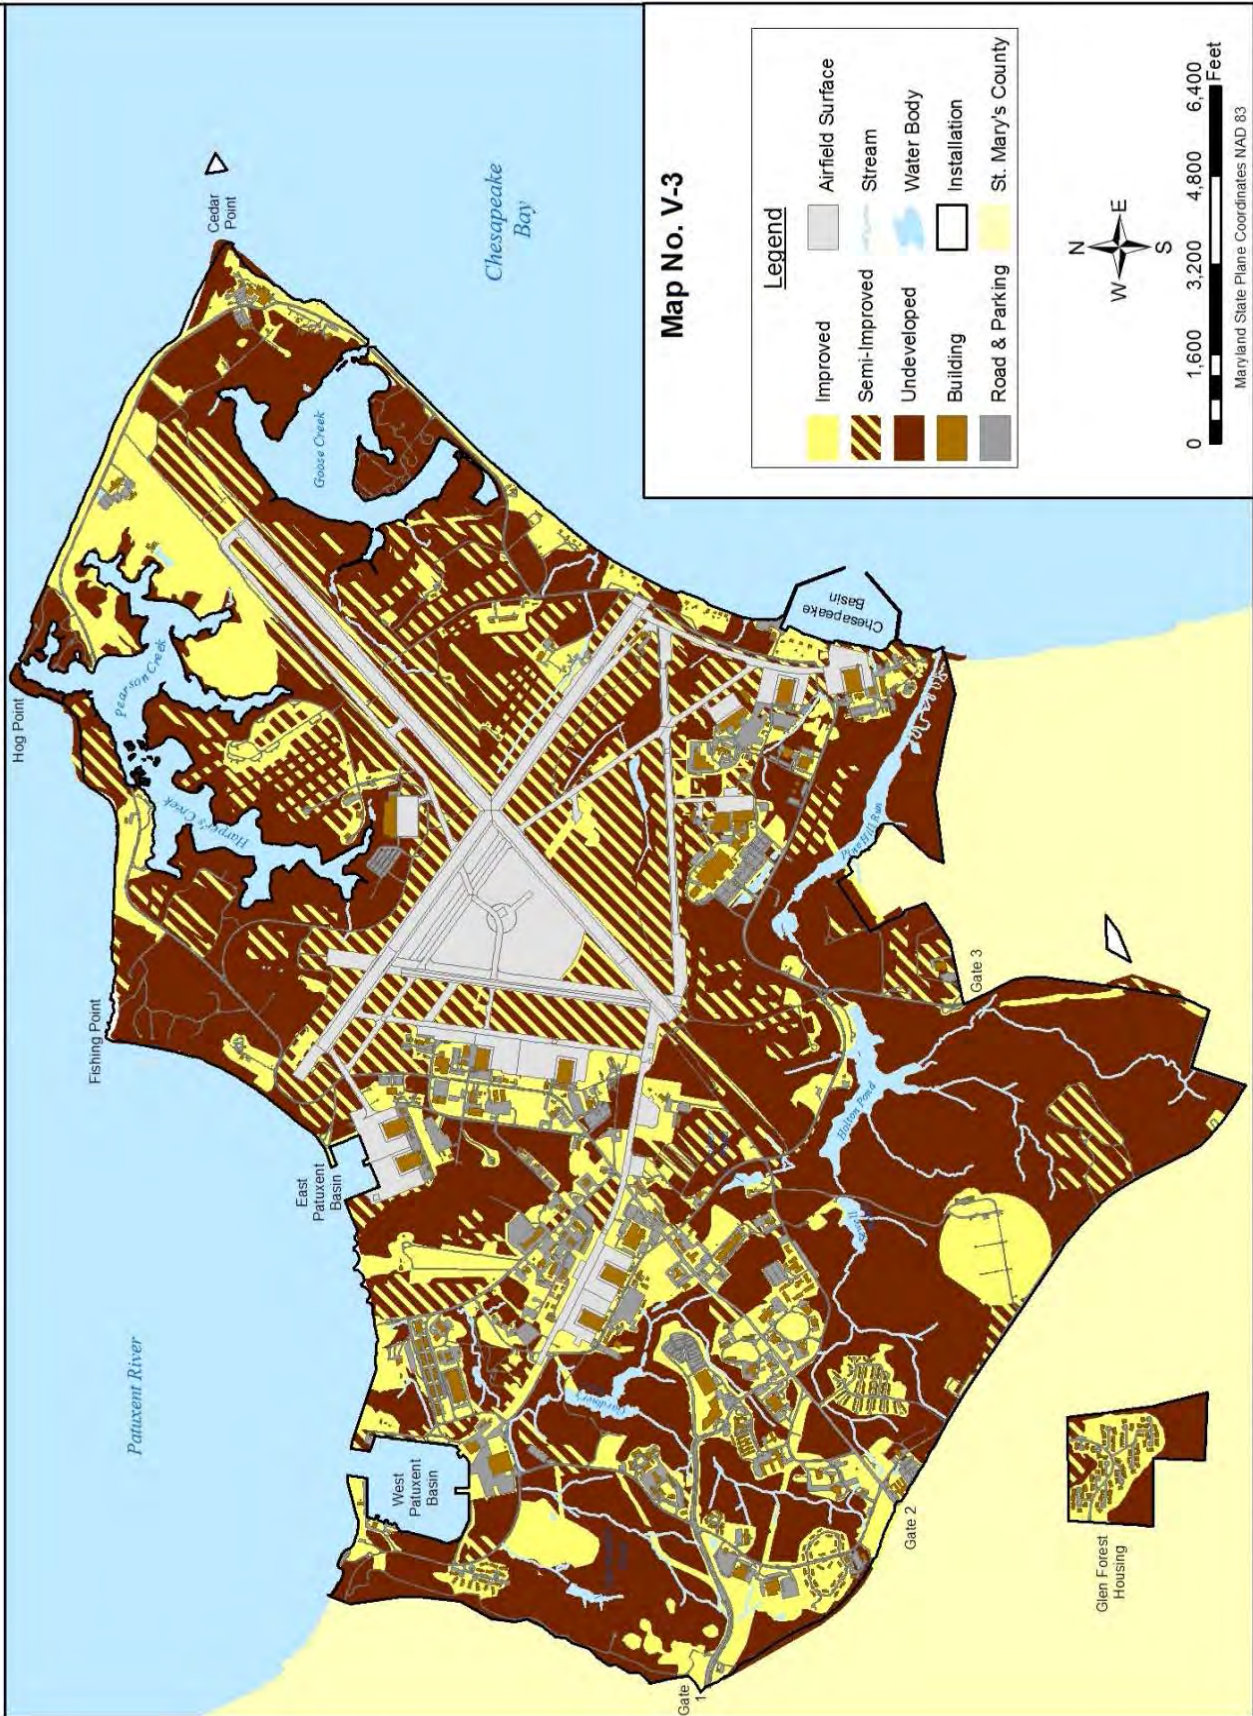 Hog Point
Cedar
Point
Fishing Point
Pearson Creek
Harper's Creek
Goose Creek
Chesapeake
Bay
Patuxent River
East
Patuxent
Basin
West
Patuxent
Basin
Chesapeake
Basin
Pine Hill Run
Holton Pond
Gate 3
Gate 2
Gate
1
Glen Forest
Housing
Map No. V-3
Legend
Improved
Semi-Improved
Undeveloped
Building
Road & Parking
Airfield Surface
Stream
Water Body
Installation
St. Mary's County
N
W
E
S
0 1,600 3,200 4,800 6,400
Feet
Maryland State Plane Coordinates NAD 83